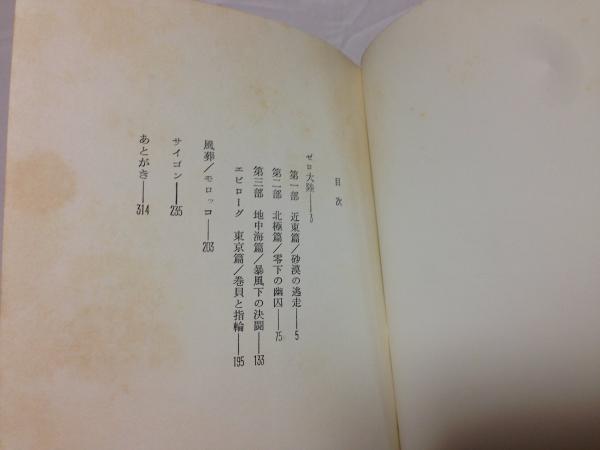 目次
ゼロ大陸——3
第一部 近東篇/砂漠の逃走——5
第二部 北極篇/零下の幽囚——75
第三部 地中海篇/暴風下の決闘——133
エピローグ 東京篇/巻貝と指輪——195
風葬/モロッコ——203
サイゴン——235
あとがき——314